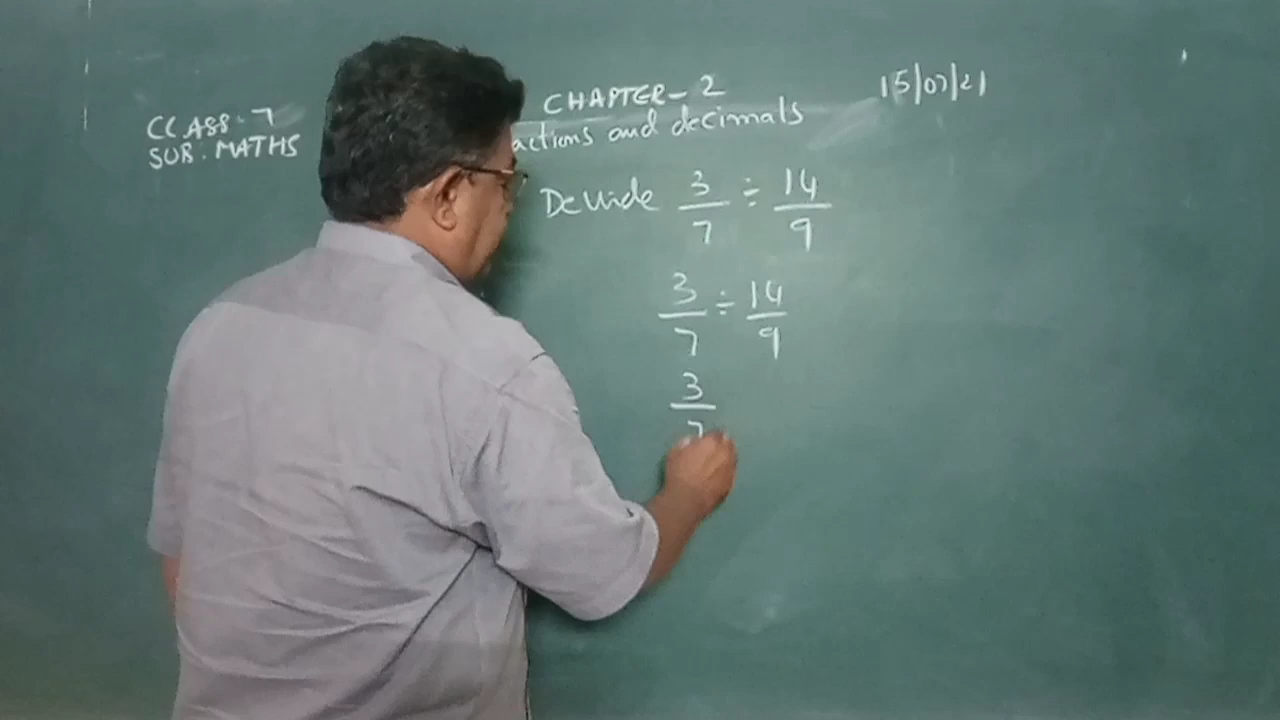 CLASS - 7
SUB. MATHS
CHAPTER - 2
actions and decimals
15/07/21
Devide 3/7 ÷ 14/9
3/7 ÷ 14/9
3/7